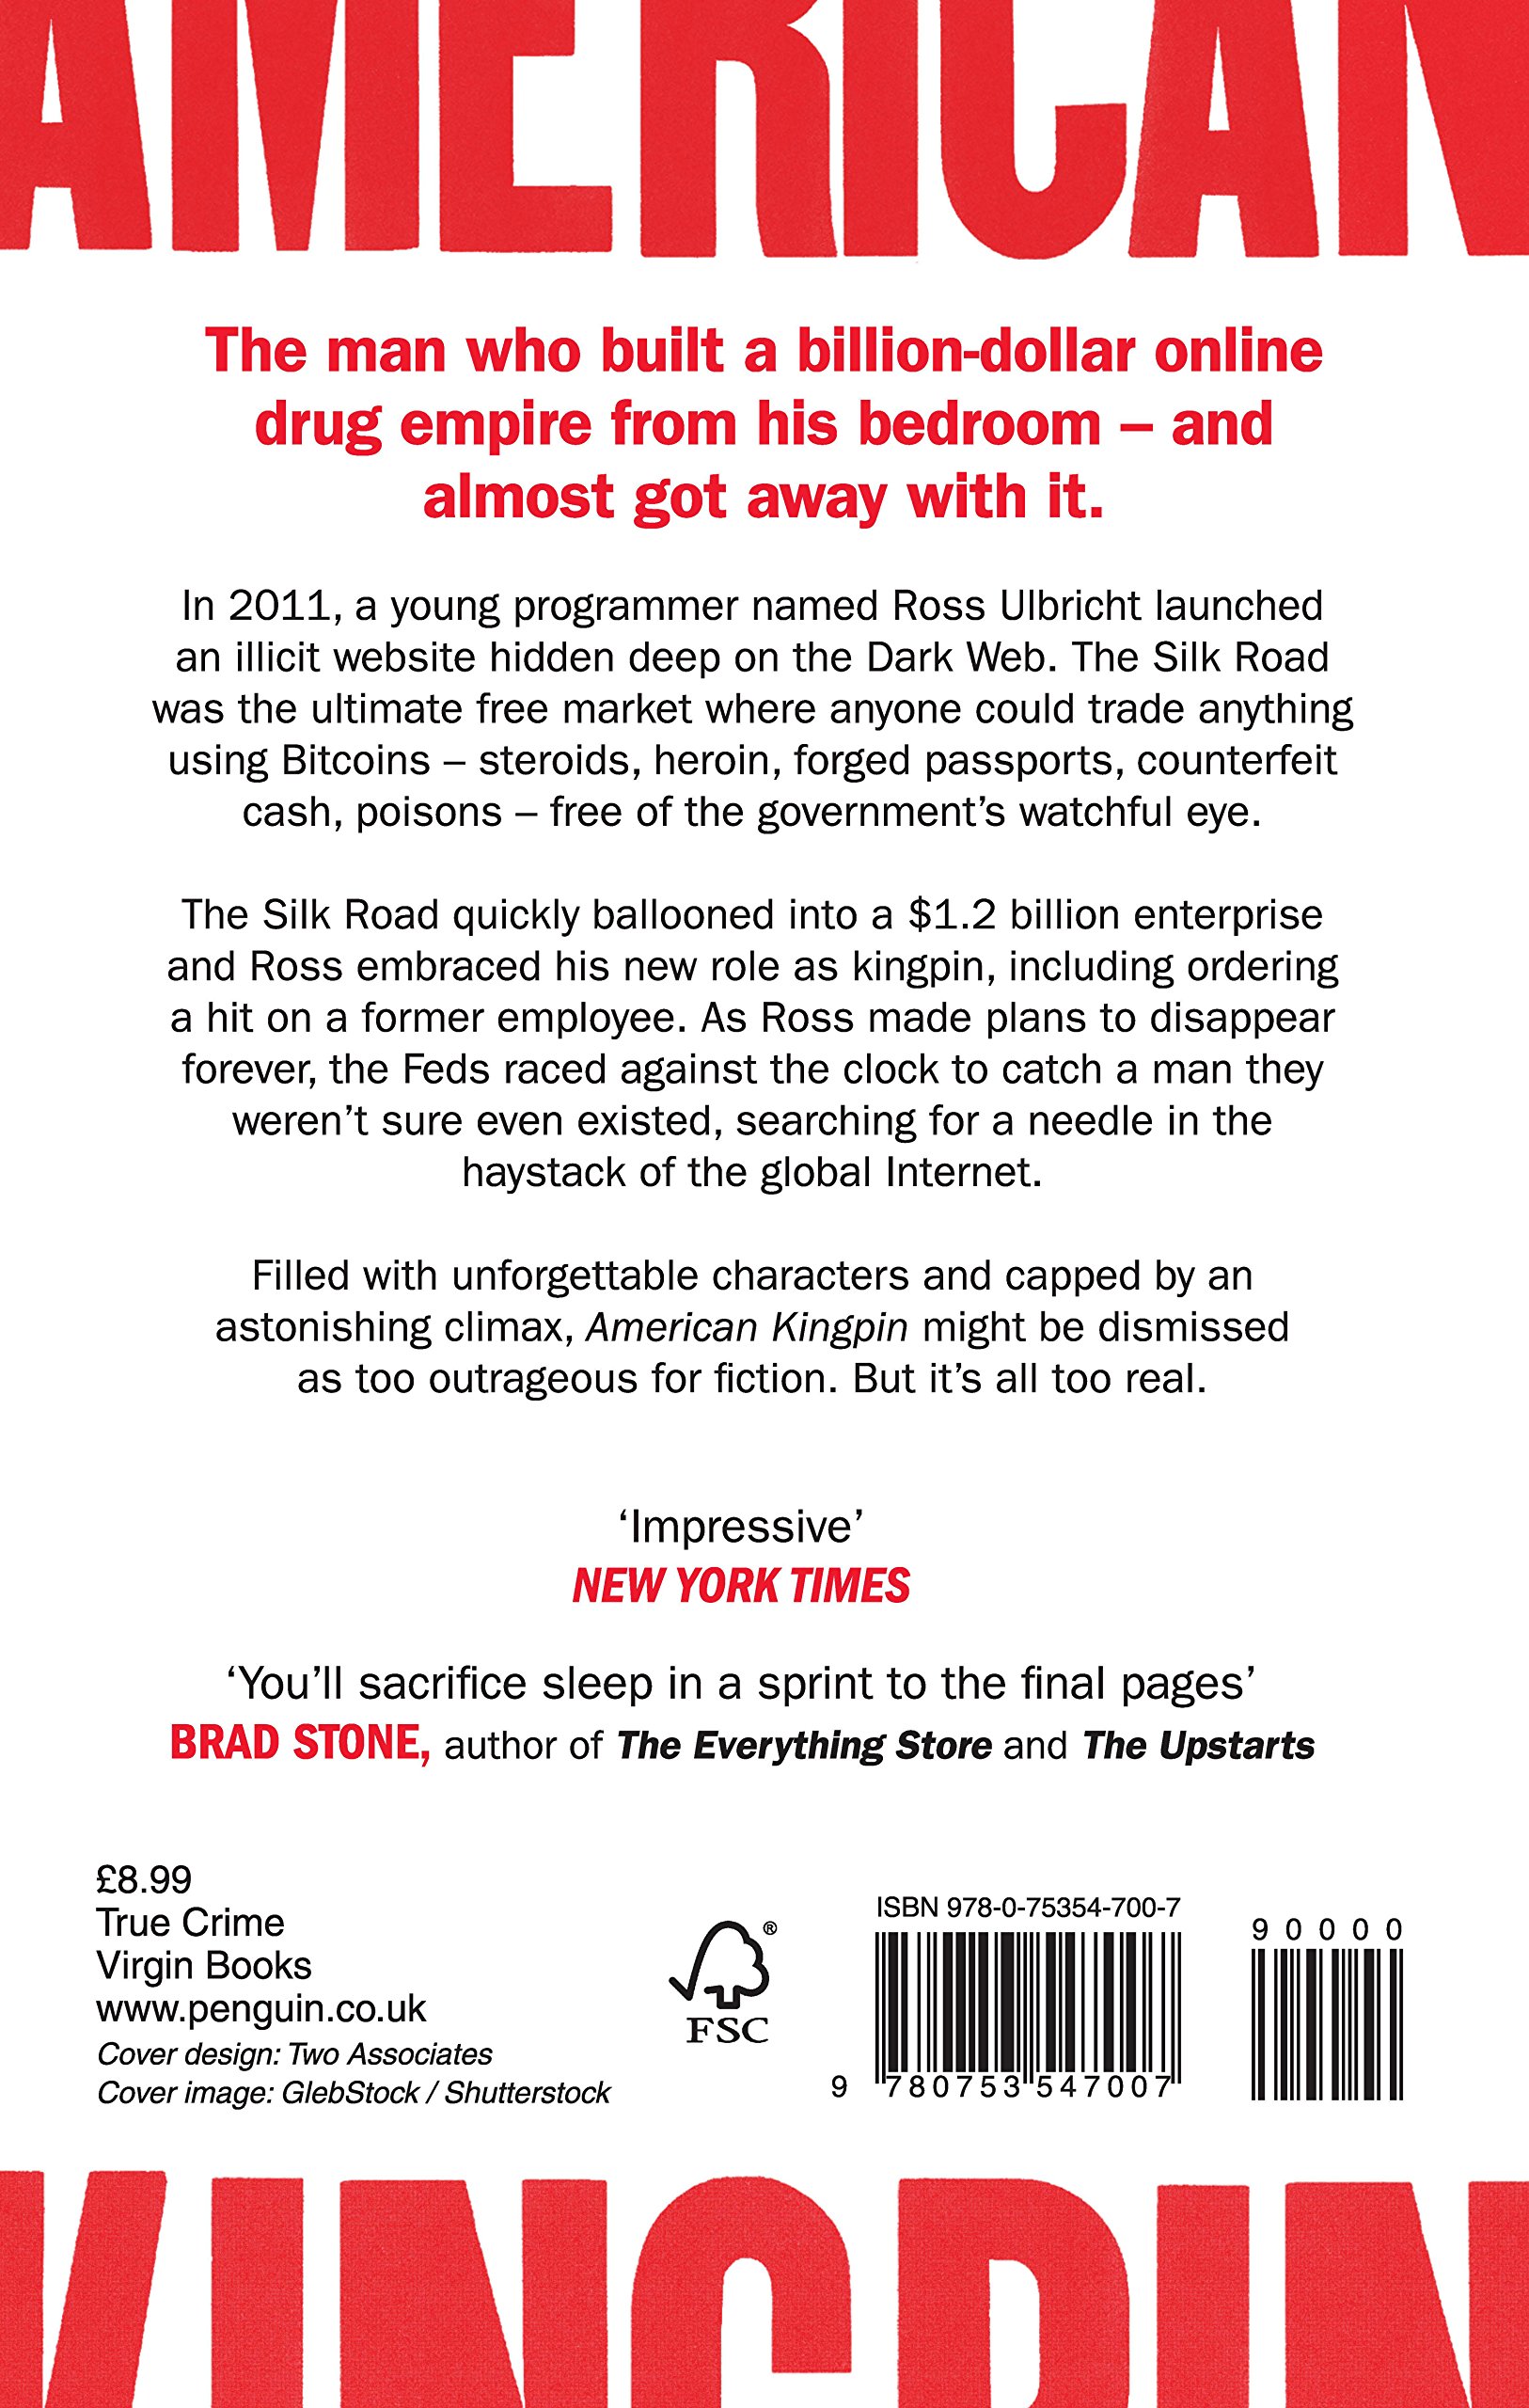 AMERICAN
The man who built a billion-dollar online
drug empire from his bedroom – and
almost got away with it.
In 2011, a young programmer named Ross Ulbricht launched
an illicit website hidden deep on the Dark Web. The Silk Road
was the ultimate free market where anyone could trade anything
using Bitcoins – steroids, heroin, forged passports, counterfeit
cash, poisons – free of the government’s watchful eye.
The Silk Road quickly ballooned into a $1.2 billion enterprise
and Ross embraced his new role as kingpin, including ordering
a hit on a former employee. As Ross made plans to disappear
forever, the Feds raced against the clock to catch a man they
weren’t sure even existed, searching for a needle in the
haystack of the global Internet.
Filled with unforgettable characters and capped by an
astonishing climax, American Kingpin might be dismissed
as too outrageous for fiction. But it’s all too real.
‘Impressive’
NEW YORK TIMES
‘You’ll sacrifice sleep in a sprint to the final pages’
BRAD STONE, author of The Everything Store and The Upstarts
£8.99
True Crime
Virgin Books
www.penguin.co.uk
Cover design: Two Associates
Cover image: GlebStock / Shutterstock
®
FSC
ISBN 978-0-75354-700-7
9 780753 547007
90000
KINGPIN